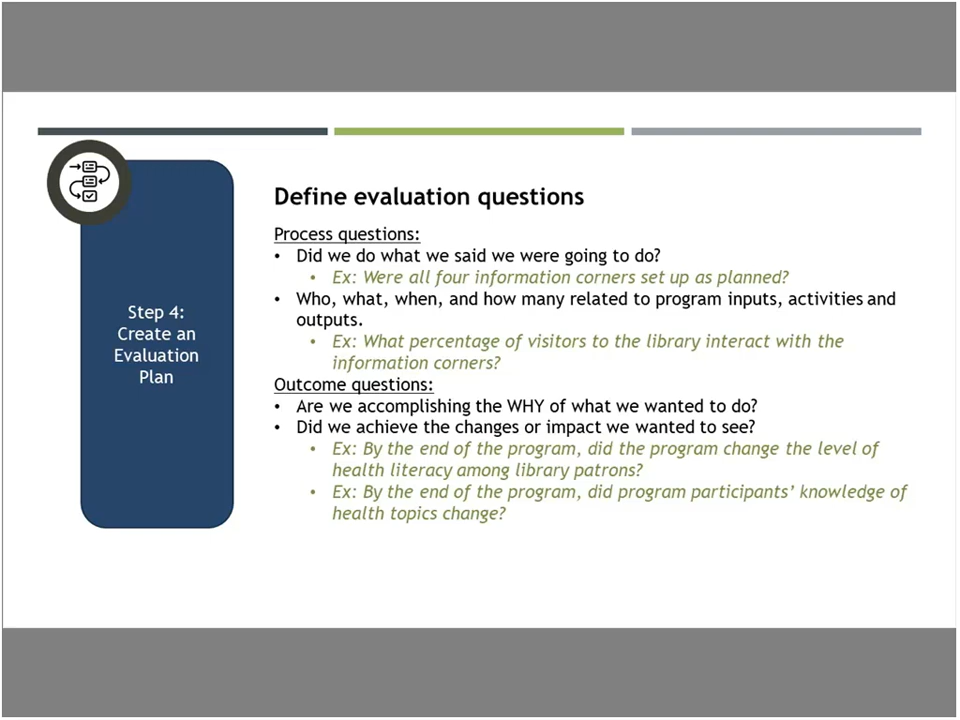 Define evaluation questions
Process questions:
• Did we do what we said we were going to do?
• Ex: Were all four information corners set up as planned?
• Who, what, when, and how many related to program inputs, activities and
outputs.
• Ex: What percentage of visitors to the library interact with the
information corners?
Outcome questions:
• Are we accomplishing the WHY of what we wanted to do?
• Did we achieve the changes or impact we wanted to see?
• Ex: By the end of the program, did the program change the level of
health literacy among library patrons?
• Ex: By the end of the program, did program participants’ knowledge of
health topics change?
Step 4:
Create an
Evaluation
Plan